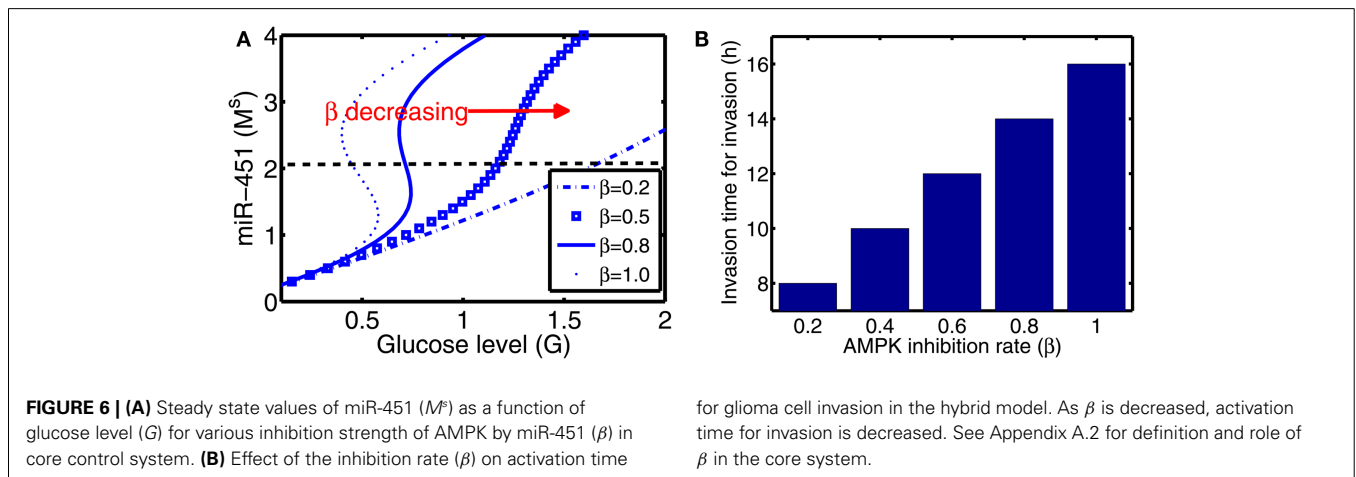 A
miR−451 (Mˢ)
4
3
2
1
0
β decreasing
β=0.2
β=0.5
β=0.8
β=1.0
0.5 1 1.5 2
Glucose level (G)
B
Invasion time for invasion (h)
16
14
12
10
8
0.2 0.4 0.6 0.8 1
AMPK inhibition rate (β)
FIGURE 6 | (A) Steady state values of miR-451 (Mˢ) as a function of
glucose level (G) for various inhibition strength of AMPK by miR-451 (β) in
core control system. (B) Effect of the inhibition rate (β) on activation time
for glioma cell invasion in the hybrid model. As β is decreased, activation
time for invasion is decreased. See Appendix A.2 for definition and role of
β in the core system.